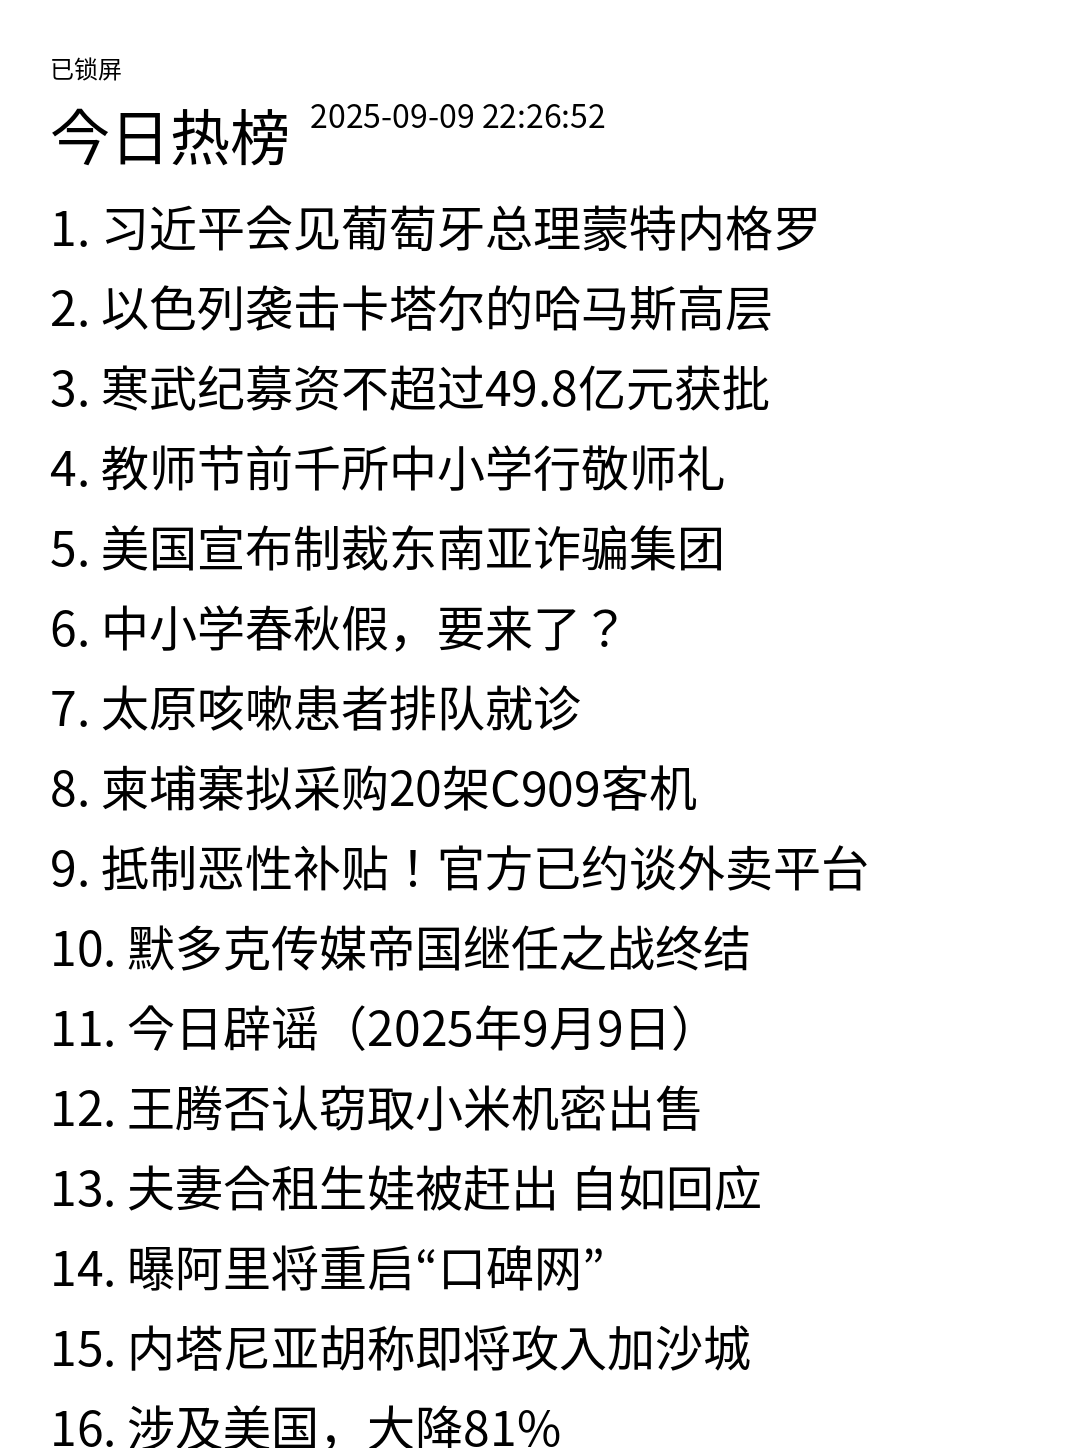 已锁屏
今日热榜 2025-09-09 22:26:52
1. 习近平会见葡萄牙总理蒙特内格罗
2. 以色列袭击卡塔尔的哈马斯高层
3. 寒武纪募资不超过49.8亿元获批
4. 教师节前千所中小学行敬师礼
5. 美国宣布制裁东南亚诈骗集团
6. 中小学春秋假，要来了？
7. 太原咳嗽患者排队就诊
8. 柬埔寨拟采购20架C909客机
9. 抵制恶性补贴！官方已约谈外卖平台
10. 默多克传媒帝国继任之战终结
11. 今日辟谣（2025年9月9日）
12. 王腾否认窃取小米机密出售
13. 夫妻合租生娃被赶出 自如回应
14. 曝阿里将重启“口碑网”
15. 内塔尼亚胡称即将攻入加沙城
16. 涉及美国，大降81%